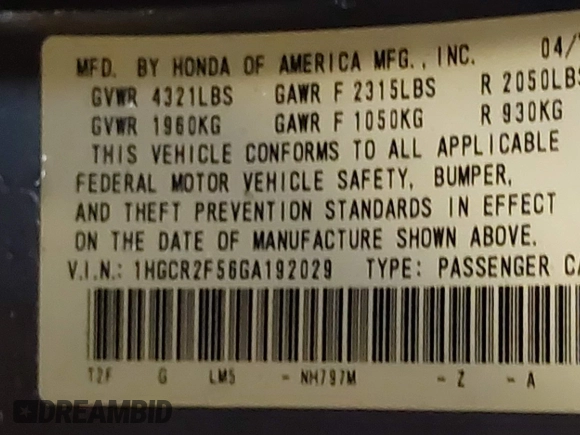 MFD. BY HONDA OF AMERICA MFG., INC. 04/
GVWR 4321LBS GAWR F 2315LBS R 2050LBS
GVWR 1960KG GAWR F 1050KG R 930KG
THIS VEHICLE CONFORMS TO ALL APPLICABLE
FEDERAL MOTOR VEHICLE SAFETY, BUMPER,
AND THEFT PREVENTION STANDARDS IN EFFECT
ON THE DATE OF MANUFACTURE SHOWN ABOVE.
V.I.N.: 1HGCR2F56GA192029 TYPE: PASSENGER CA
T2F G LM5 - NH797M - Z - A
DREAMBID